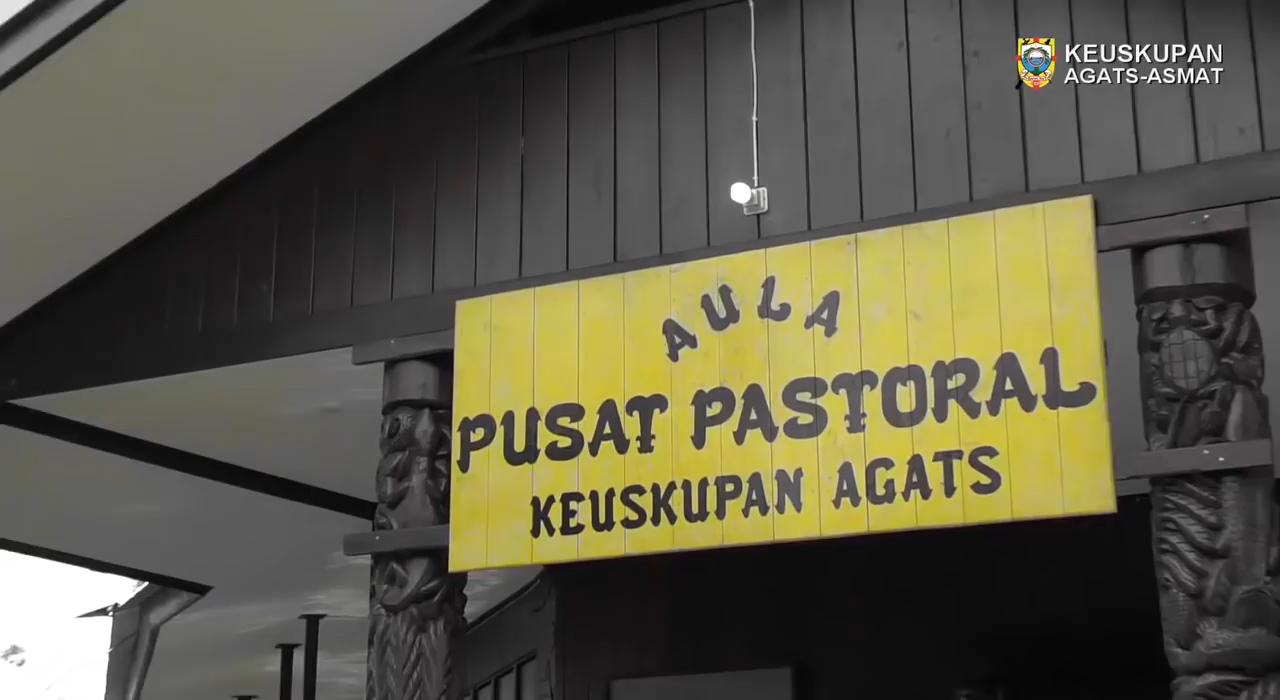 KEUSKUPAN
AGATS-ASMAT
AULA
PUSAT PASTORAL
KEUSKUPAN AGATS